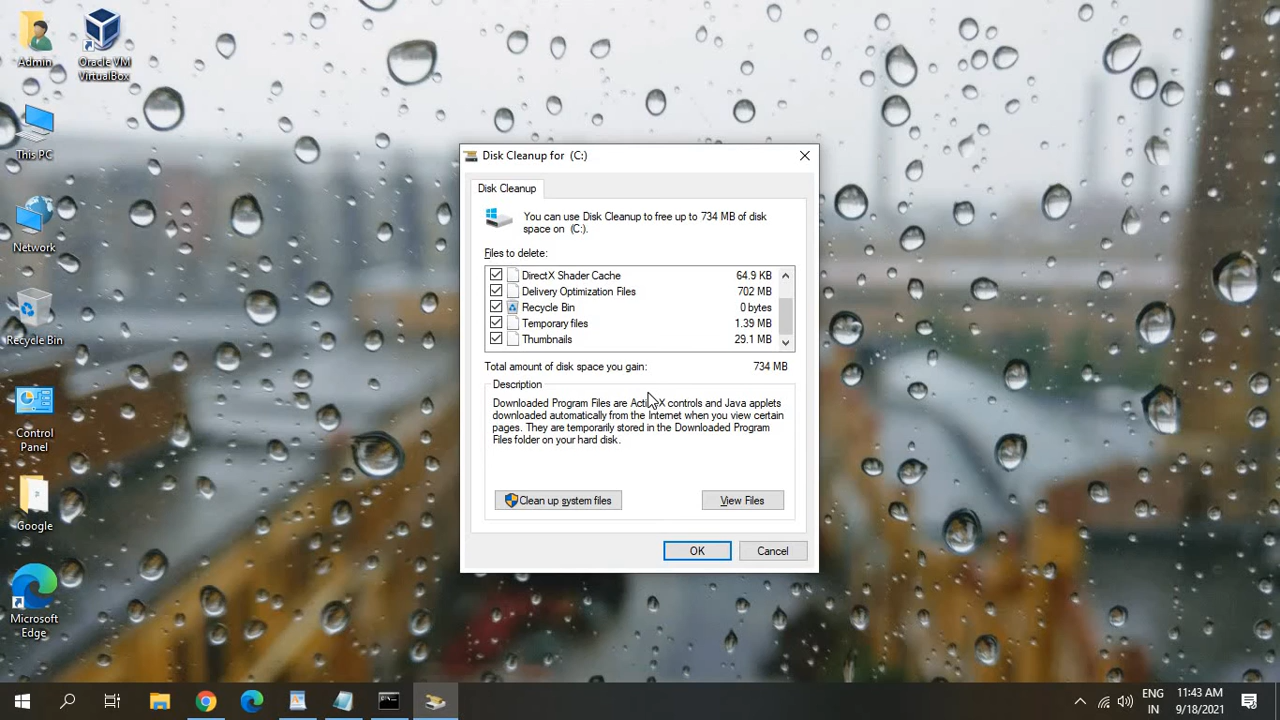 Admin
Oracle VM
VirtualBox
This PC
Network
Recycle Bin
Control
Panel
Google
Microsoft
Edge
Disk Cleanup for (C:)
Disk Cleanup
You can use Disk Cleanup to free up to 734 MB of disk
space on (C:).
Files to delete:
DirectX Shader Cache 64.9 KB
Delivery Optimization Files 702 MB
Recycle Bin 0 bytes
Temporary files 1.39 MB
Thumbnails 29.1 MB
Total amount of disk space you gain: 734 MB
Description
Downloaded Program Files are ActiveX controls and Java applets
downloaded automatically from the Internet when you view certain
pages. They are temporarily stored in the Downloaded Program
Files folder on your hard disk.
Clean up system files
View Files
OK
Cancel
ENG
IN
11:43 AM
9/18/2021